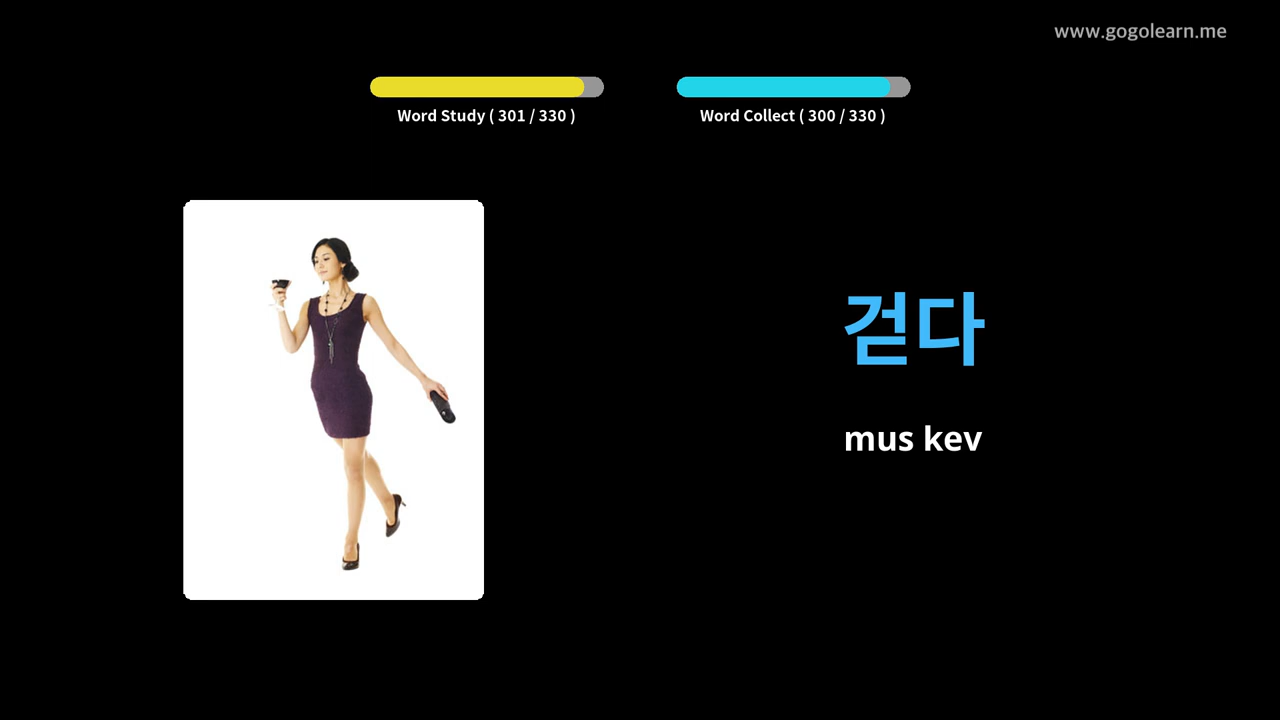 www.gogolearn.me
Word Study ( 301 / 330 )
Word Collect ( 300 / 330 )
걷다
mus kev